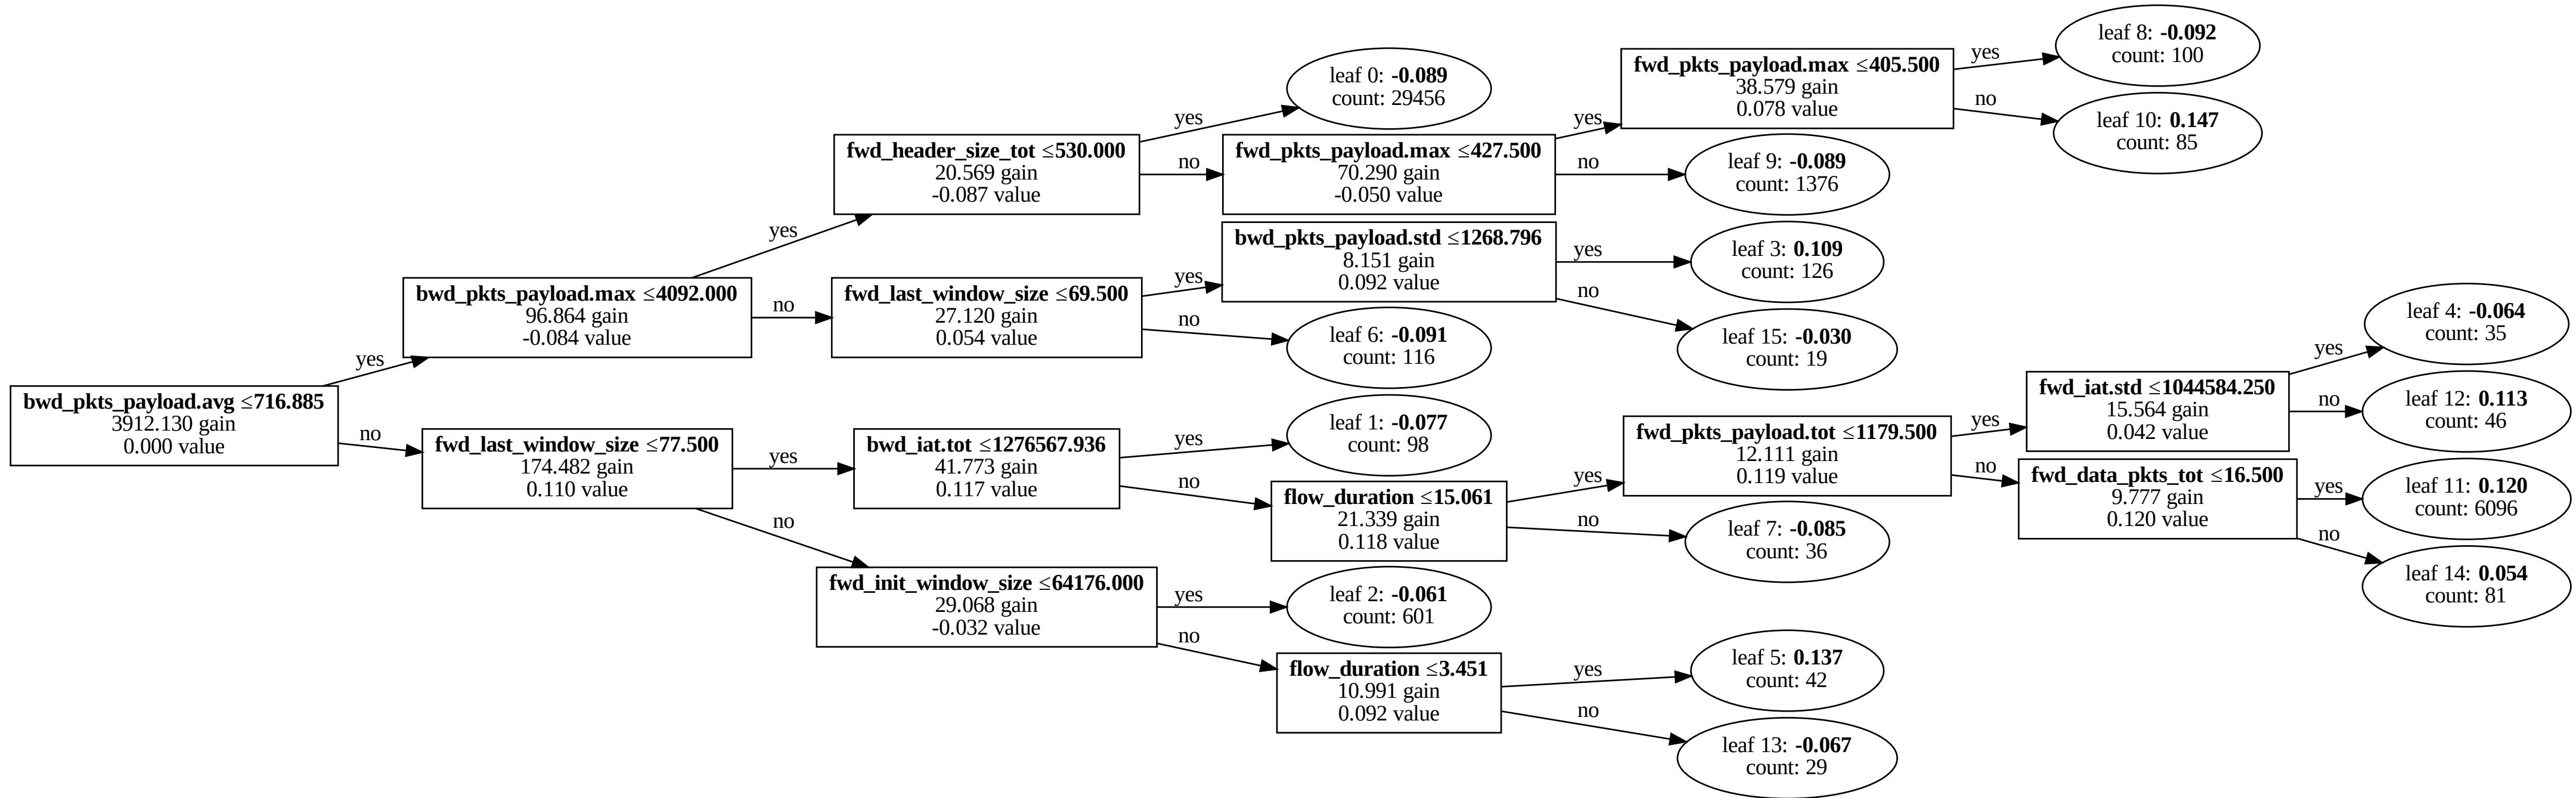 bwd_pkts_payload.avg ≤716.885
3912.130 gain
0.000 value
yes
no
bwd_pkts_payload.max ≤4092.000
96.864 gain
-0.084 value
yes
no
fwd_last_window_size ≤77.500
174.482 gain
0.110 value
yes
no
fwd_header_size_tot ≤530.000
20.569 gain
-0.087 value
yes
no
fwd_last_window_size ≤69.500
27.120 gain
0.054 value
yes
no
bwd_iat.tot ≤1276567.936
41.773 gain
0.117 value
yes
no
fwd_init_window_size ≤64176.000
29.068 gain
-0.032 value
yes
no
leaf 0: -0.089
count: 29456
fwd_pkts_payload.max ≤427.500
70.290 gain
-0.050 value
yes
no
bwd_pkts_payload.std ≤1268.796
8.151 gain
0.092 value
yes
no
leaf 6: -0.091
count: 116
leaf 1: -0.077
count: 98
flow_duration ≤15.061
21.339 gain
0.118 value
yes
no
leaf 2: -0.061
count: 601
flow_duration ≤3.451
10.991 gain
0.092 value
yes
no
fwd_pkts_payload.max ≤405.500
38.579 gain
0.078 value
yes
no
leaf 9: -0.089
count: 1376
leaf 3: 0.109
count: 126
leaf 15: -0.030
count: 19
fwd_pkts_payload.tot ≤1179.500
12.111 gain
0.119 value
yes
no
leaf 7: -0.085
count: 36
leaf 5: 0.137
count: 42
leaf 13: -0.067
count: 29
leaf 8: -0.092
count: 100
leaf 10: 0.147
count: 85
fwd_iat.std ≤1044584.250
15.564 gain
0.042 value
yes
no
fwd_data_pkts_tot ≤16.500
9.777 gain
0.120 value
yes
no
leaf 4: -0.064
count: 35
leaf 12: 0.113
count: 46
leaf 11: 0.120
count: 6096
leaf 14: 0.054
count: 81